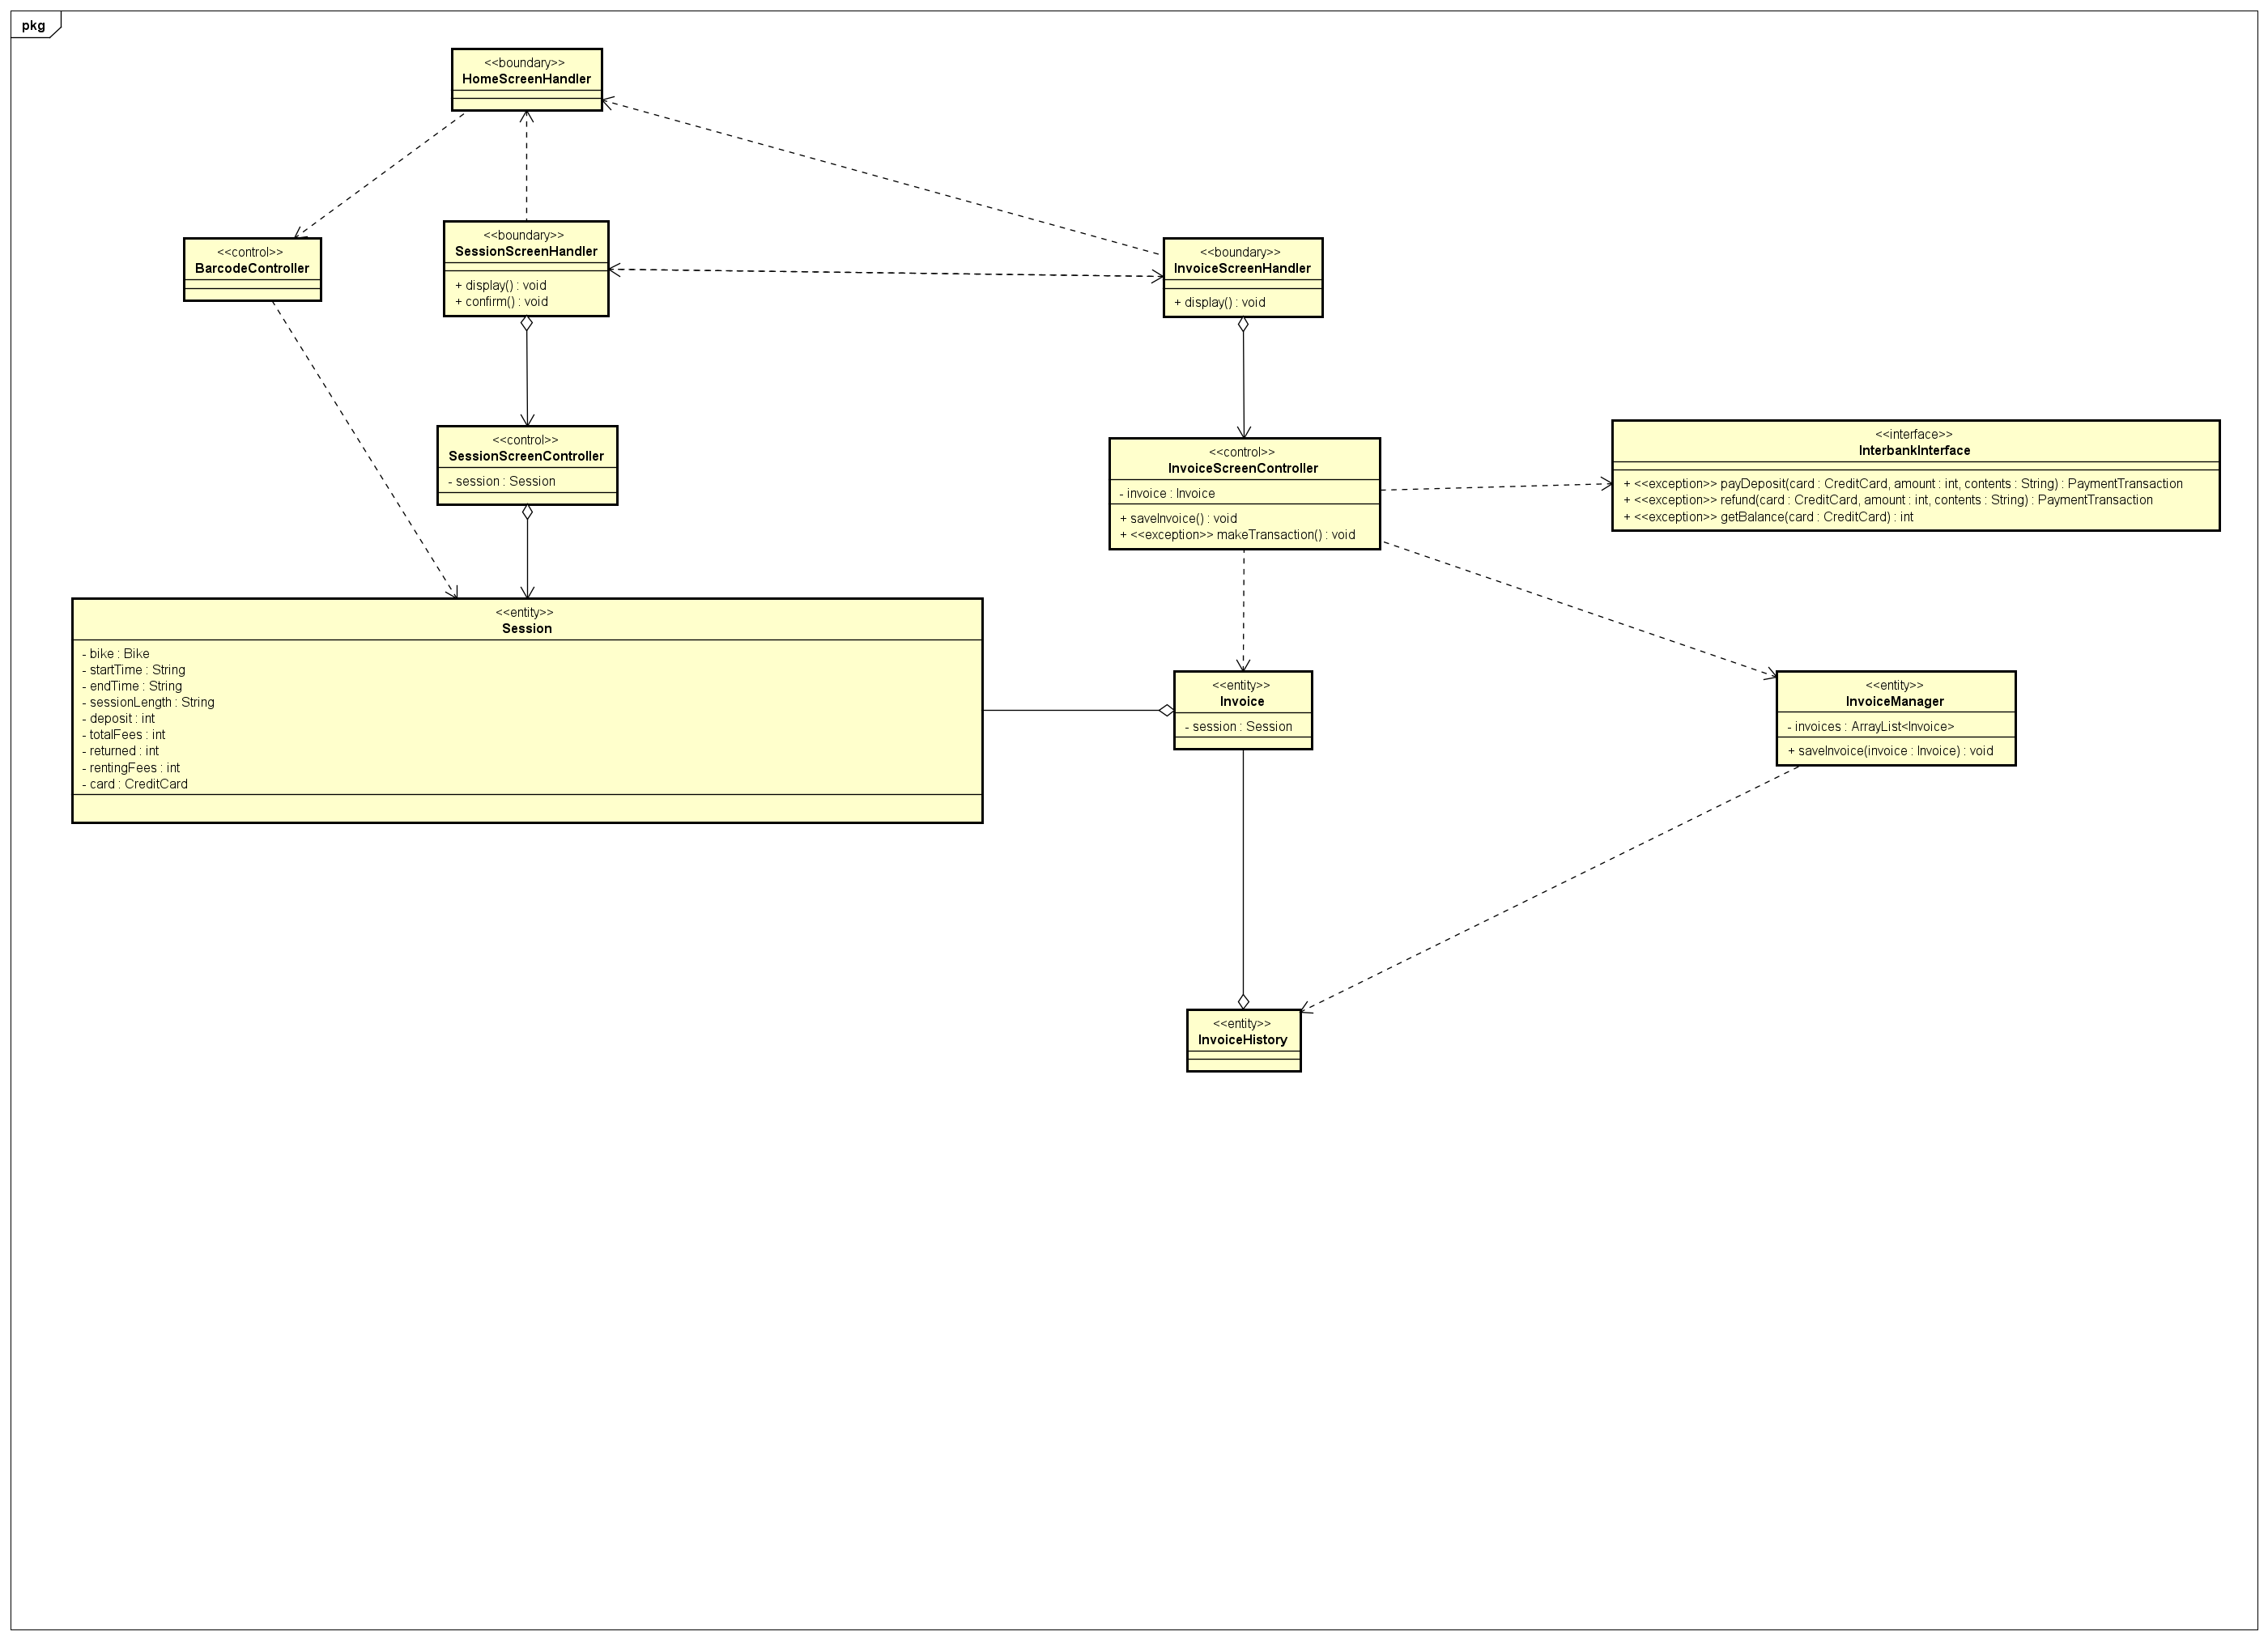 pkg
<<boundary>>
HomeScreenHandler
<<control>>
BarcodeController
<<boundary>>
SessionScreenHandler
+ display() : void
+ confirm() : void
<<boundary>>
InvoiceScreenHandler
+ display() : void
<<control>>
SessionScreenController
- session : Session
<<control>>
InvoiceScreenController
- invoice : Invoice
+ saveInvoice() : void
+ <<exception>> makeTransaction() : void
<<interface>>
InterbankInterface
+ <<exception>> payDeposit(card : CreditCard, amount : int, contents : String) : PaymentTransaction
+ <<exception>> refund(card : CreditCard, amount : int, contents : String) : PaymentTransaction
+ <<exception>> getBalance(card : CreditCard) : int
<<entity>>
Session
- bike : Bike
- startTime : String
- endTime : String
- sessionLength : String
- deposit : int
- totalFees : int
- returned : int
- rentingFees : int
- card : CreditCard
<<entity>>
Invoice
- session : Session
<<entity>>
InvoiceManager
- invoices : ArrayList<Invoice>
+ saveInvoice(invoice : Invoice) : void
<<entity>>
InvoiceHistory